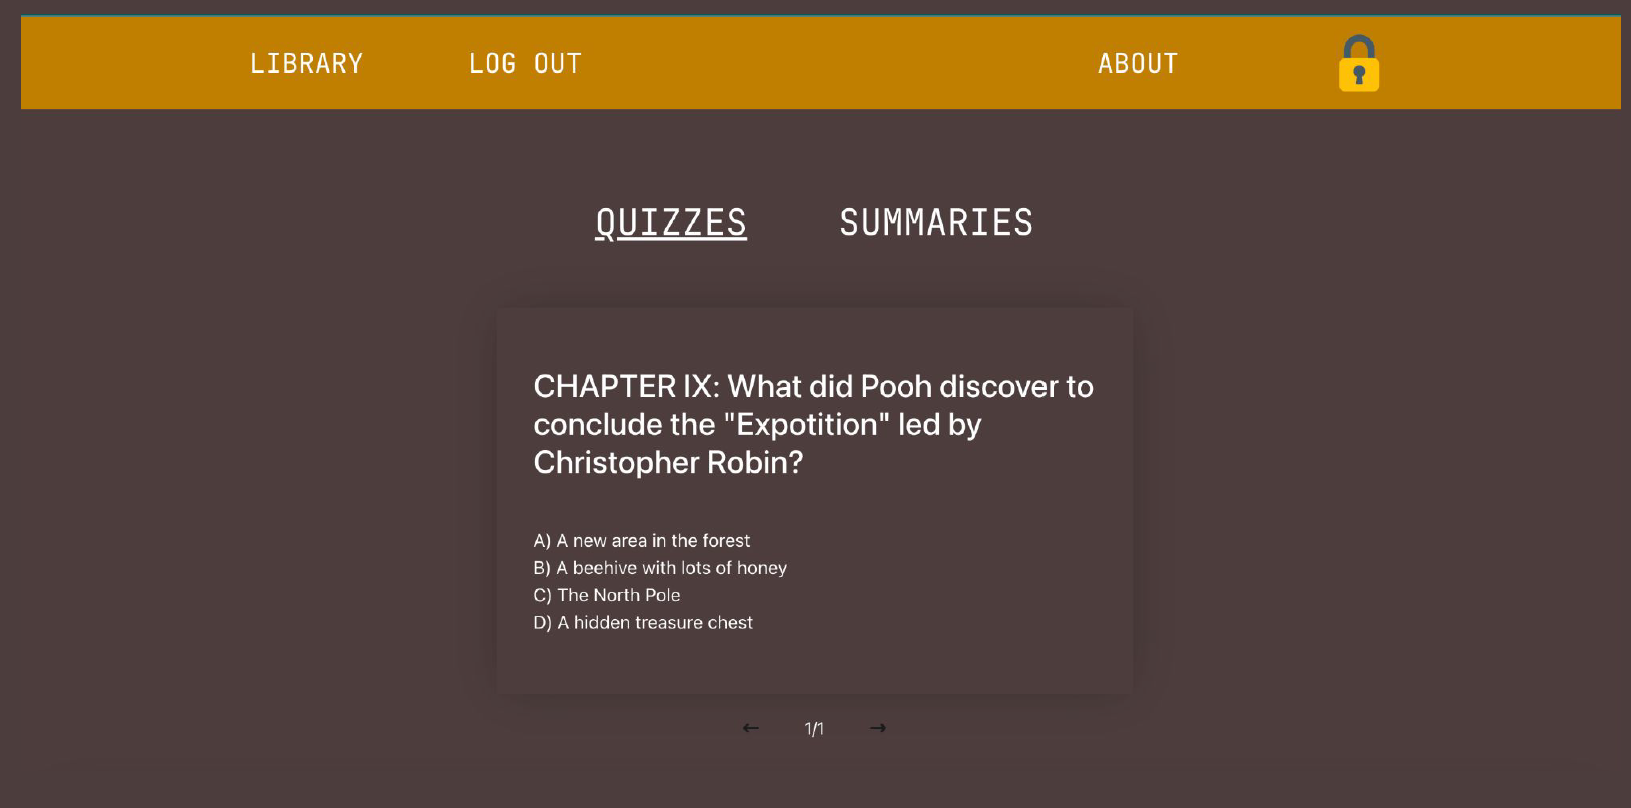 LIBRARY LOG OUT ABOUT
QUIZZES SUMMARIES
CHAPTER IX: What did Pooh discover to
conclude the "Expotition" led by
Christopher Robin?
A) A new area in the forest
B) A beehive with lots of honey
C) The North Pole
D) A hidden treasure chest
← 1/1 →